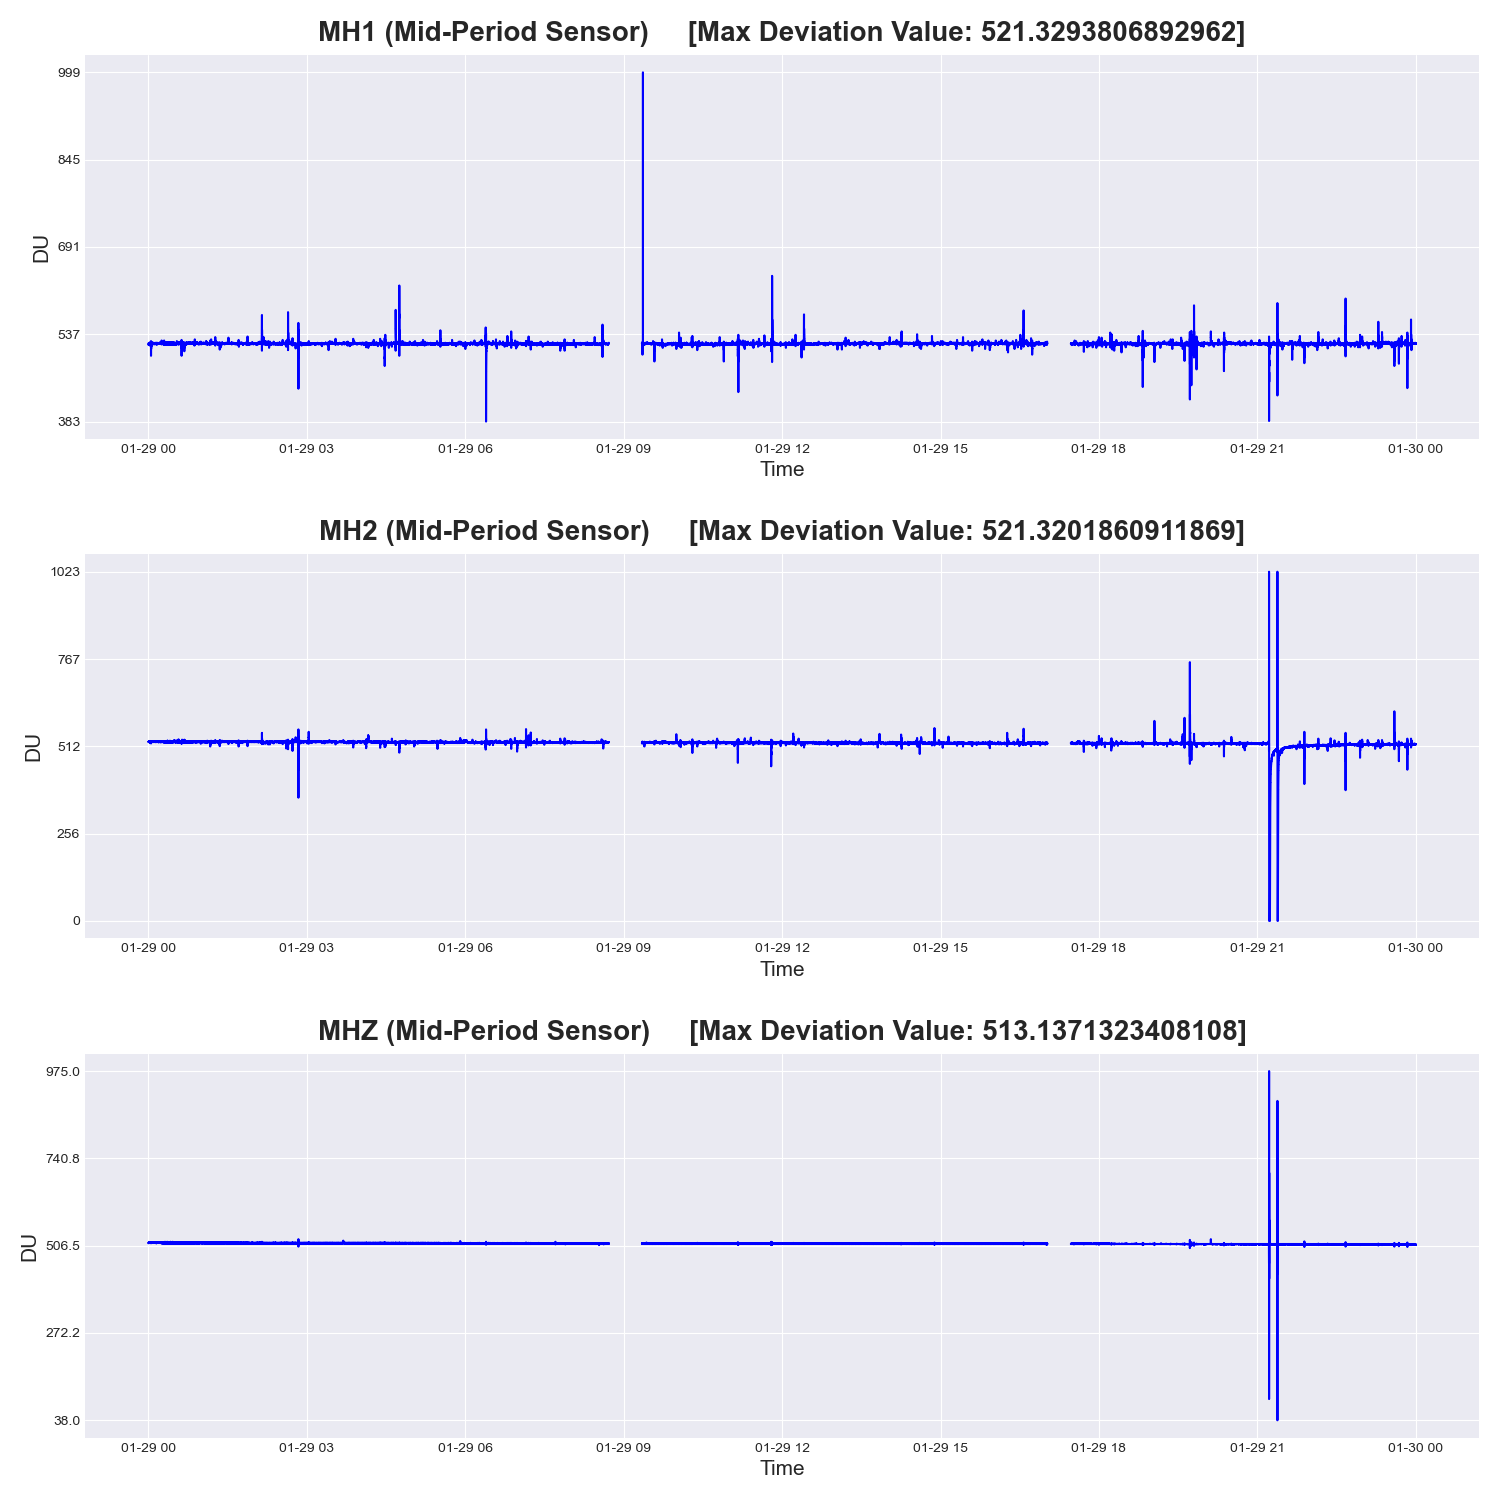 MH1 (Mid-Period Sensor) [Max Deviation Value: 521.3293806892962]
999
845
691
537
383
DU
01-29 00 01-29 03 01-29 06 01-29 09 01-29 12 01-29 15 01-29 18 01-29 21 01-30 00
Time
MH2 (Mid-Period Sensor) [Max Deviation Value: 521.3201860911869]
1023
767
512
256
0
DU
01-29 00 01-29 03 01-29 06 01-29 09 01-29 12 01-29 15 01-29 18 01-29 21 01-30 00
Time
MHZ (Mid-Period Sensor) [Max Deviation Value: 513.1371323408108]
975.0
740.8
506.5
272.2
38.0
DU
01-29 00 01-29 03 01-29 06 01-29 09 01-29 12 01-29 15 01-29 18 01-29 21 01-30 00
Time